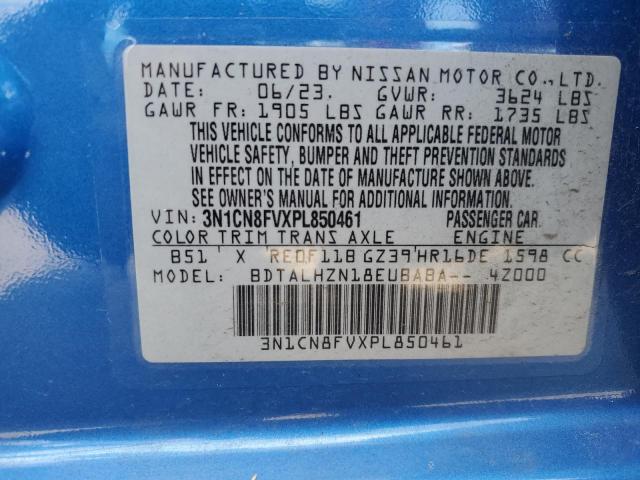 MANUFACTURED BY NISSAN MOTOR CO., LTD.
DATE: 06/23. GVWR: 3624 LBS
GAWR FR: 1905 LBS GAWR RR: 1735 LBS
THIS VEHICLE CONFORMS TO ALL APPLICABLE FEDERAL MOTOR
VEHICLE SAFETY, BUMPER AND THEFT PREVENTION STANDARDS
IN EFFECT ON THE DATE OF MANUFACTURE SHOWN ABOVE.
SEE OWNER'S MANUAL FOR ADDITIONAL INFORMATION.
VIN: 3N1CN8FVXPL850461 PASSENGER CAR.
COLOR TRIM TRANS AXLE ENGINE
B51 X RE0F11B GZ39 HR16DE 1598 CC
MODEL: BDTALHZN18EUBABA-- 4Z000
3N1CN8FVXPL850461